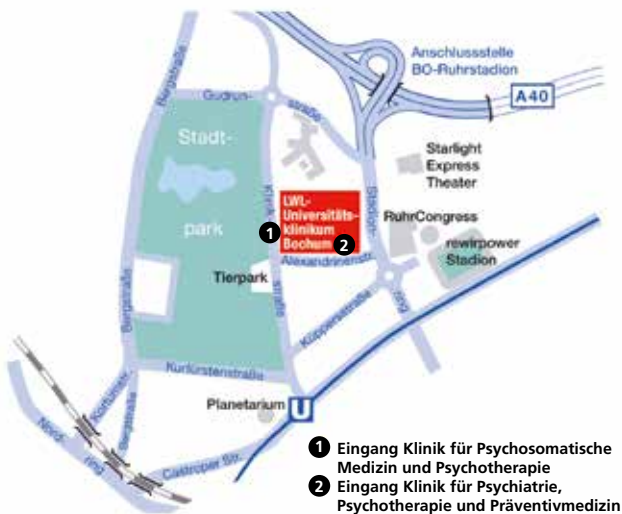 Anschlussstelle
BO-Ruhrstadion
A40
Bergstraße
Gudrun-
straße
Stadt-
park
Starlight
Express
Theater
Klinik
straße
LWL-
Universitäts-
klinikum
Bochum
1
2
Stadion-
ring
RuhrCongress
rewirpower
Stadion
Alexandrinenstr.
Tierpark
Bergstraße
Küppersstraße
Kurfürstenstraße
Planetarium
U
Kortumstr.
Bergstraße
Nord-
ring
Castroper Str.
1 Eingang Klinik für Psychosomatische
Medizin und Psychotherapie
2 Eingang Klinik für Psychiatrie,
Psychotherapie und Präventivmedizin